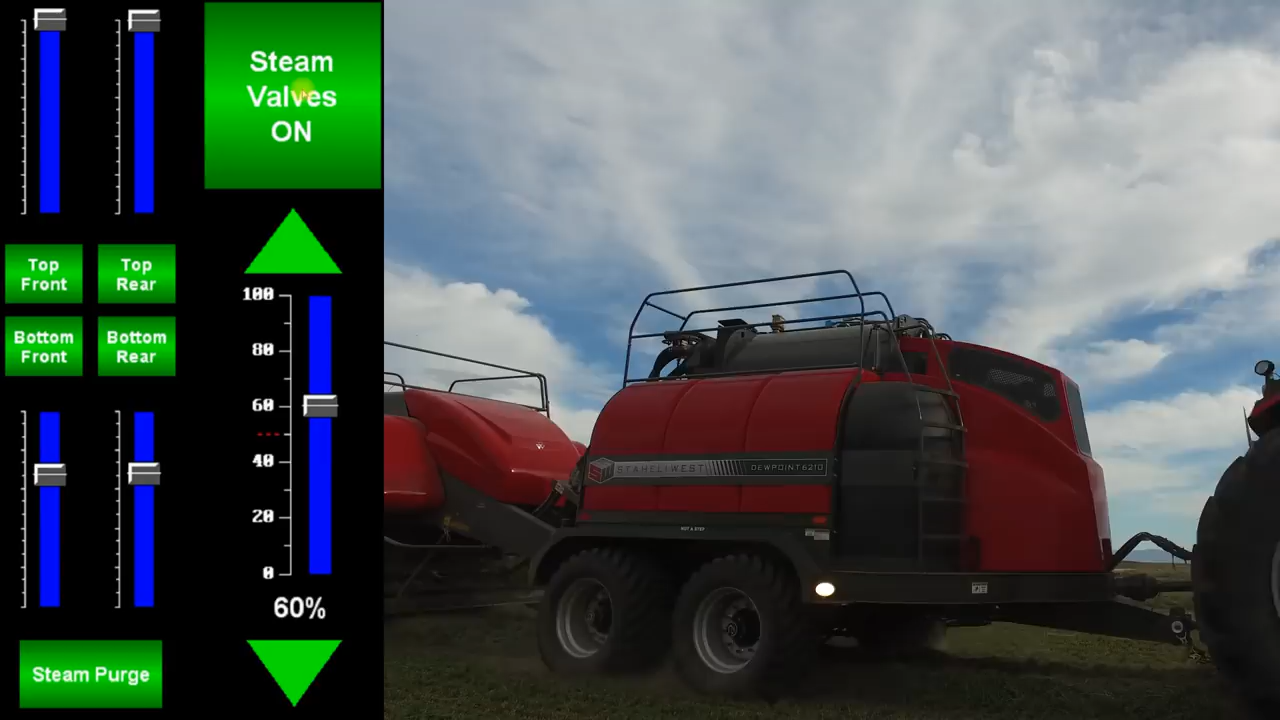 Steam
Valves
ON
Top
Front
Top
Rear
Bottom
Front
Bottom
Rear
100
80
60
40
20
0
60%
Steam Purge
STAHELIWEST
DEWPOINT 6210